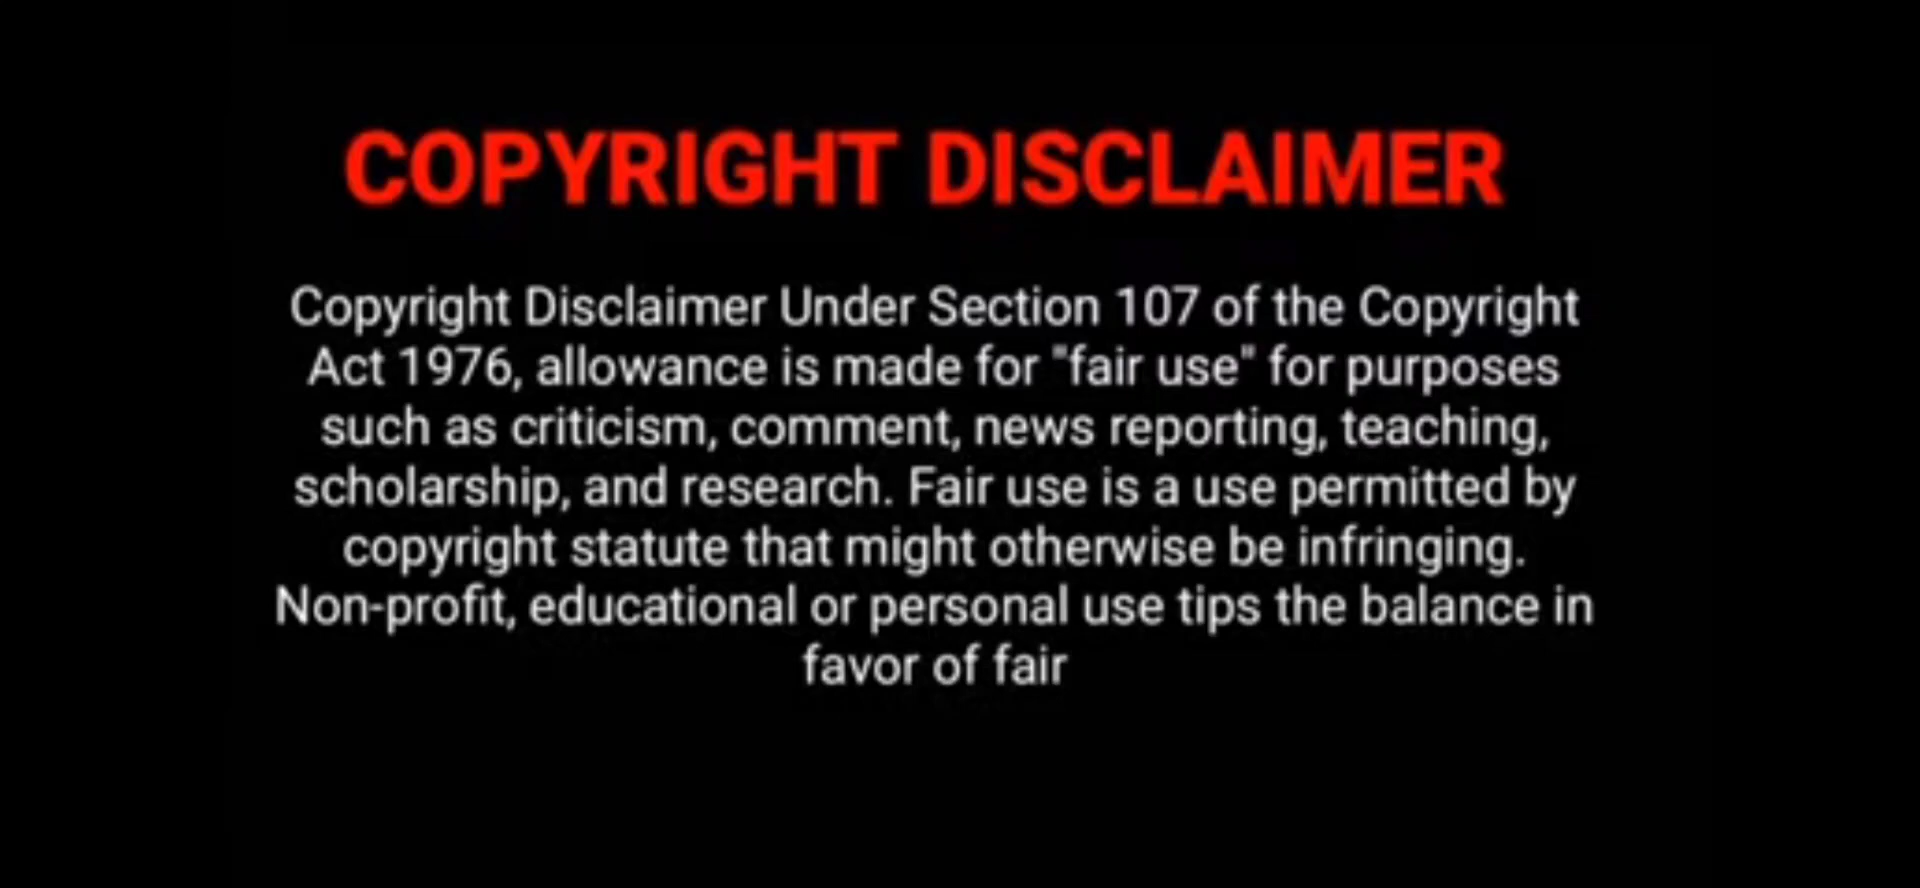 COPYRIGHT DISCLAIMER
Copyright Disclaimer Under Section 107 of the Copyright
Act 1976, allowance is made for "fair use" for purposes
such as criticism, comment, news reporting, teaching,
scholarship, and research. Fair use is a use permitted by
copyright statute that might otherwise be infringing.
Non-profit, educational or personal use tips the balance in
favor of fair